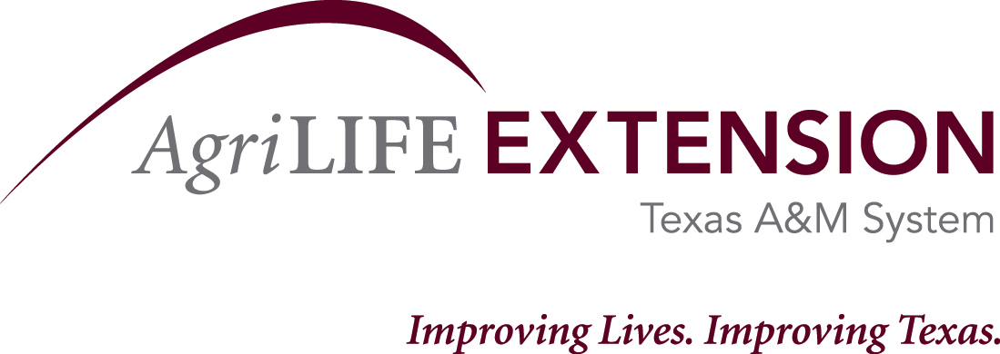 AgriLIFE EXTENSION
Texas A&M System
Improving Lives. Improving Texas.